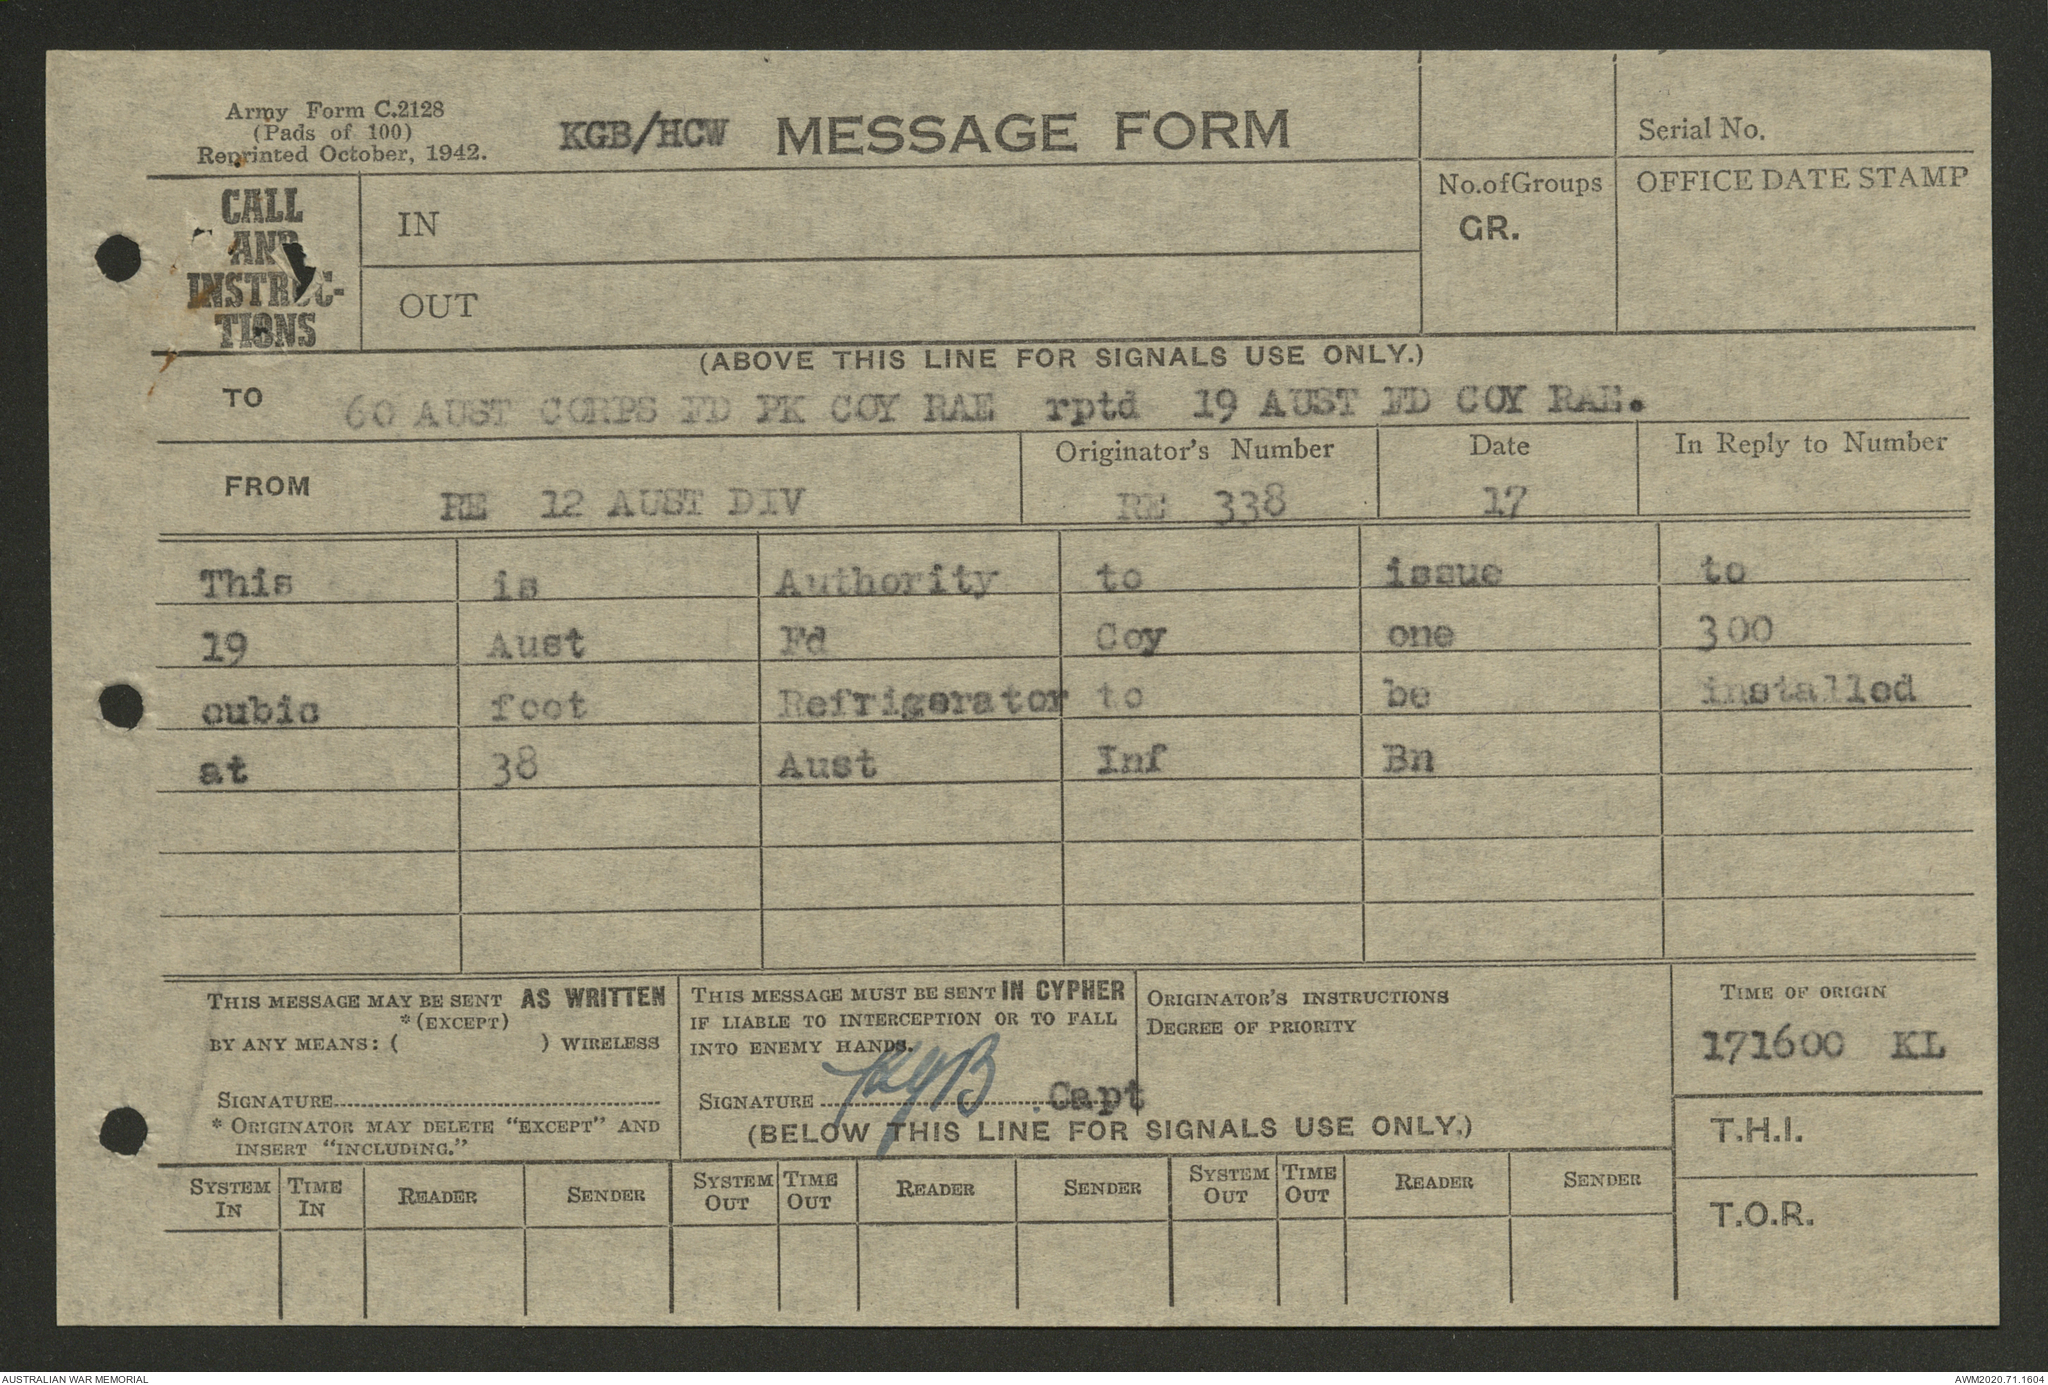 Army Form C.2128
(Pads of 100)
Reprinted October, 1942.
KGB/HCW MESSAGE FORM
Serial No.
CALL
AND
INSTRUC-
TIONS
IN
OUT
No. of Groups
GR.
OFFICE DATE STAMP
(ABOVE THIS LINE FOR SIGNALS USE ONLY.)
TO 60 AUST CORPS FD PK COY RAE rptd 19 AUST FD COY RAE.
FROM RE 12 AUST DIV
Originator's Number
RE 338
Date
17
In Reply to Number
This is Authority to issue to
19 Aust Fd Coy one 300
cubic foot Refrigerator to be installed
at 38 Aust Inf Bn
THIS MESSAGE MAY BE SENT AS WRITTEN
*(EXCEPT)
BY ANY MEANS: ( ) WIRELESS
SIGNATURE
* ORIGINATOR MAY DELETE "EXCEPT" AND
INSERT "INCLUDING."
THIS MESSAGE MUST BE SENT IN CYPHER
IF LIABLE TO INTERCEPTION OR TO FALL
INTO ENEMY HANDS.
SIGNATURE KGB Capt
ORIGINATOR'S INSTRUCTIONS
DEGREE OF PRIORITY
TIME OF ORIGIN
171600 KL
(BELOW THIS LINE FOR SIGNALS USE ONLY.)
T.H.I.
T.O.R.
SYSTEM IN
TIME IN
READER
SENDER
SYSTEM OUT
TIME OUT
READER
SENDER
SYSTEM OUT
TIME OUT
READER
SENDER
AUSTRALIAN WAR MEMORIAL
AWM2020.71.1604